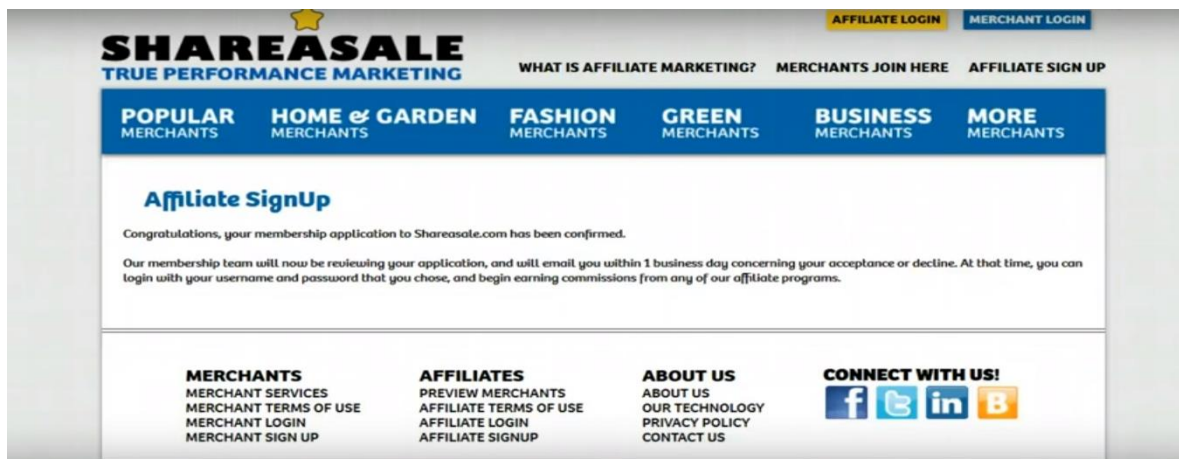 AFFILIATE LOGIN MERCHANT LOGIN
SHAREASALE
TRUE PERFORMANCE MARKETING
WHAT IS AFFILIATE MARKETING? MERCHANTS JOIN HERE AFFILIATE SIGN UP
POPULAR HOME & GARDEN FASHION GREEN BUSINESS MORE
MERCHANTS MERCHANTS MERCHANTS MERCHANTS MERCHANTS MERCHANTS
Affiliate SignUp
Congratulations, your membership application to Shareasale.com has been confirmed.
Our membership team will now be reviewing your application, and will email you within 1 business day concerning your acceptance or decline. At that time, you can
login with your username and password that you chose, and begin earning commissions from any of our affiliate programs.
MERCHANTS
MERCHANT SERVICES
MERCHANT TERMS OF USE
MERCHANT LOGIN
MERCHANT SIGN UP
AFFILIATES
PREVIEW MERCHANTS
AFFILIATE TERMS OF USE
AFFILIATE LOGIN
AFFILIATE SIGNUP
ABOUT US
ABOUT US
OUR TECHNOLOGY
PRIVACY POLICY
CONTACT US
CONNECT WITH US!
f t in B